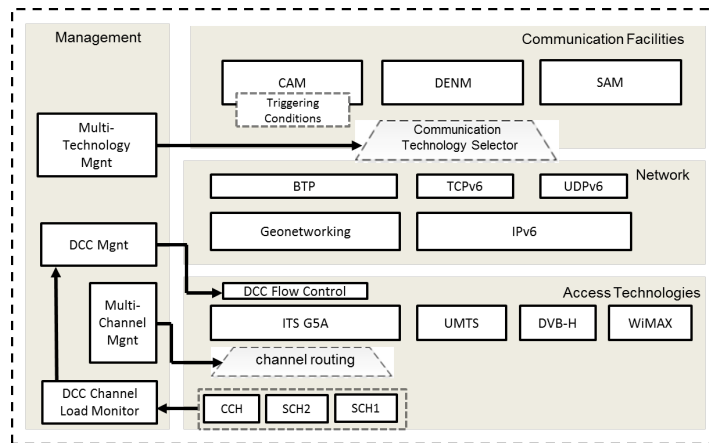 Management
Communication Facilities
CAM
DENM
SAM
Triggering
Conditions
Multi-
Technology
Mgnt
Communication
Technology Selector
Network
BTP
TCPv6
UDPv6
Geonetworking
IPv6
DCC Mgnt
DCC Flow Control
Access Technologies
Multi-
Channel
Mgnt
ITS G5A
UMTS
DVB-H
WiMAX
channel routing
DCC Channel
Load Monitor
CCH
SCH2
SCH1